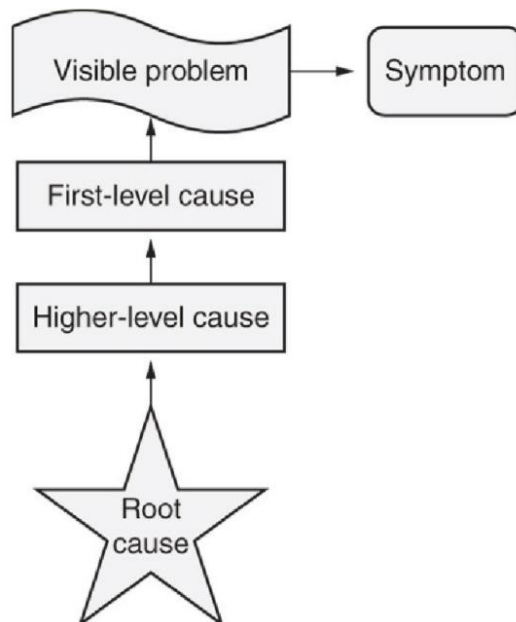 Visible problem
Symptom
First-level cause
Higher-level cause
Root
cause